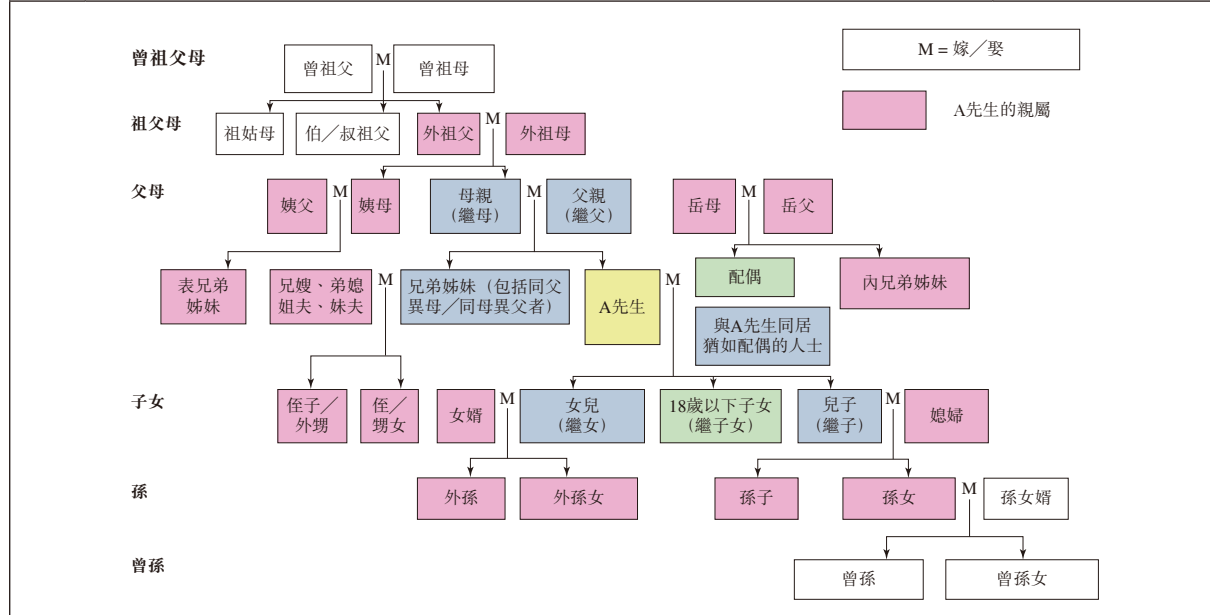 曾祖父母
曾祖父
M
曾祖母
M = 嫁／娶
A先生的親屬
祖父母
祖姑母
伯／叔祖父
外祖父
M
外祖母
父母
姨父
M
姨母
母親
（繼母）
M
父親
（繼父）
岳母
M
岳父
表兄弟
姊妹
兄嫂、弟媳
姐夫、妹夫
M
兄弟姊妹（包括同父
異母／同母異父者）
A先生
M
配偶
內兄弟姊妹
與A先生同居
猶如配偶的人士
子女
侄子／
外甥
侄／
甥女
女婿
M
女兒
（繼女）
18歲以下子女
（繼子女）
兒子
（繼子）
M
媳婦
孫
外孫
外孫女
孫子
孫女
M
孫女婿
曾孫
曾孫
曾孫女